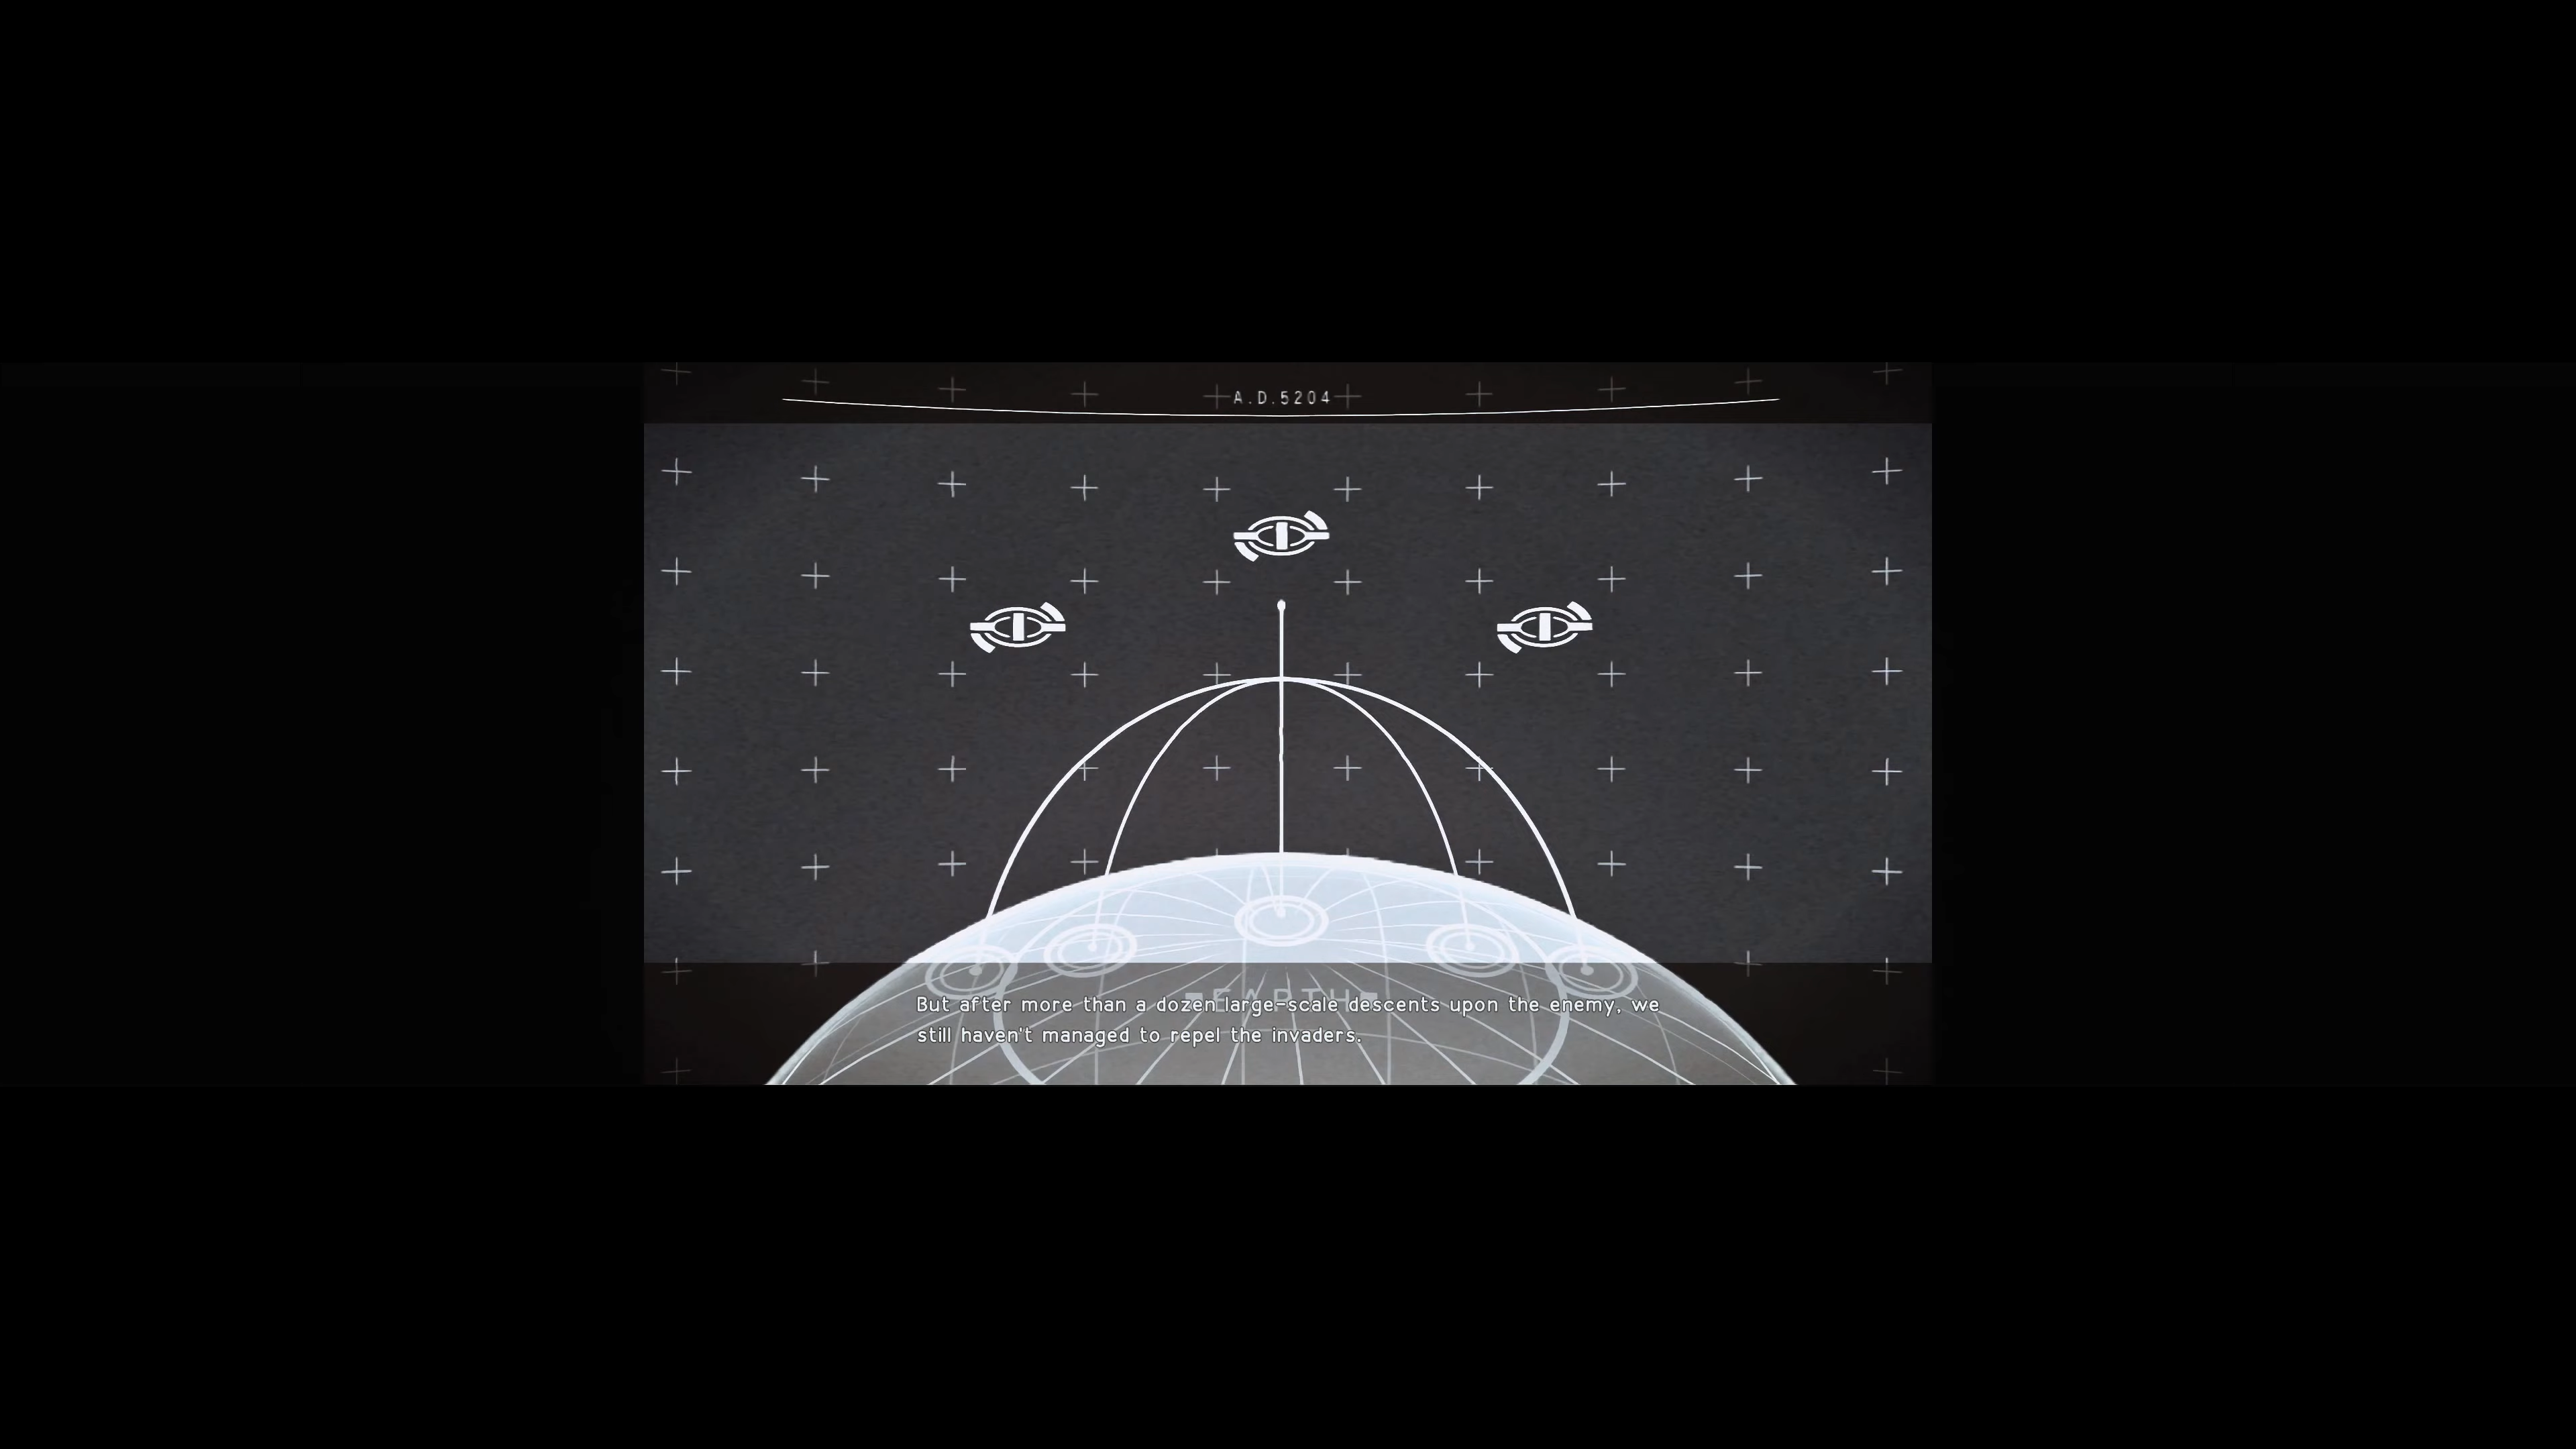 A.D.5204
▪EARTH▪
But after more than a dozen large-scale descents upon the enemy, we
still haven't managed to repel the invaders.